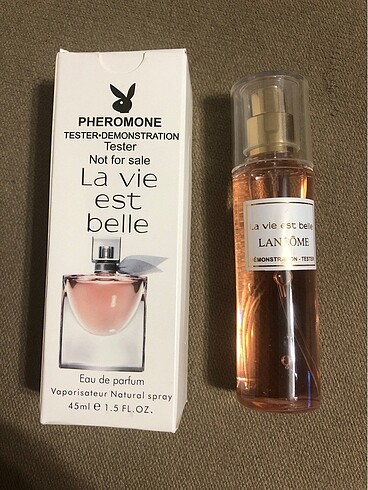 PHEROMONE
TESTER•DEMONSTRATION
Tester
Not for sale
La vie
est
belle
Eau de parfum
Vaporisateur Natural spray
45ml ℮ 1.5 FL.OZ.
La vie est belle
LANCÔME
DÉMONSTRATION - TESTER